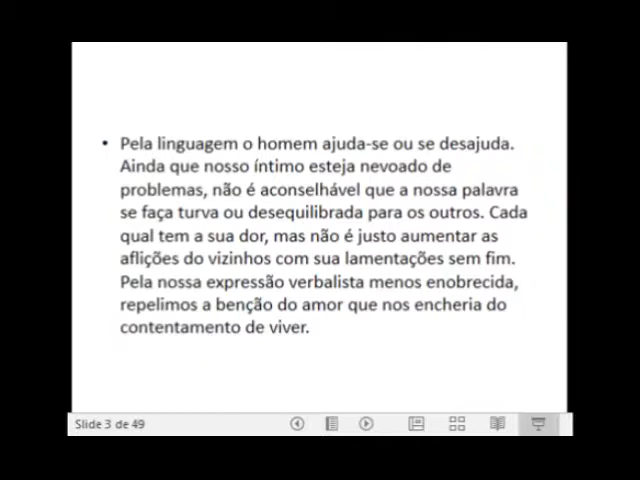 • Pela linguagem o homem ajuda-se ou se desajuda.
Ainda que nosso íntimo esteja nevoado de
problemas, não é aconselhável que a nossa palavra
se faça turva ou desequilibrada para os outros. Cada
qual tem a sua dor, mas não é justo aumentar as
aflições do vizinhos com sua lamentações sem fim.
Pela nossa expressão verbalista menos enobrecida,
repelimos a benção do amor que nos encheria do
contentamento de viver.
Slide 3 de 49